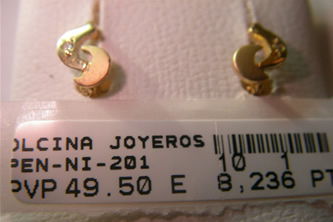 OLCINA JOYEROS
PEN-NI-201 10 1
PVP 49.50 E 8,236 PT